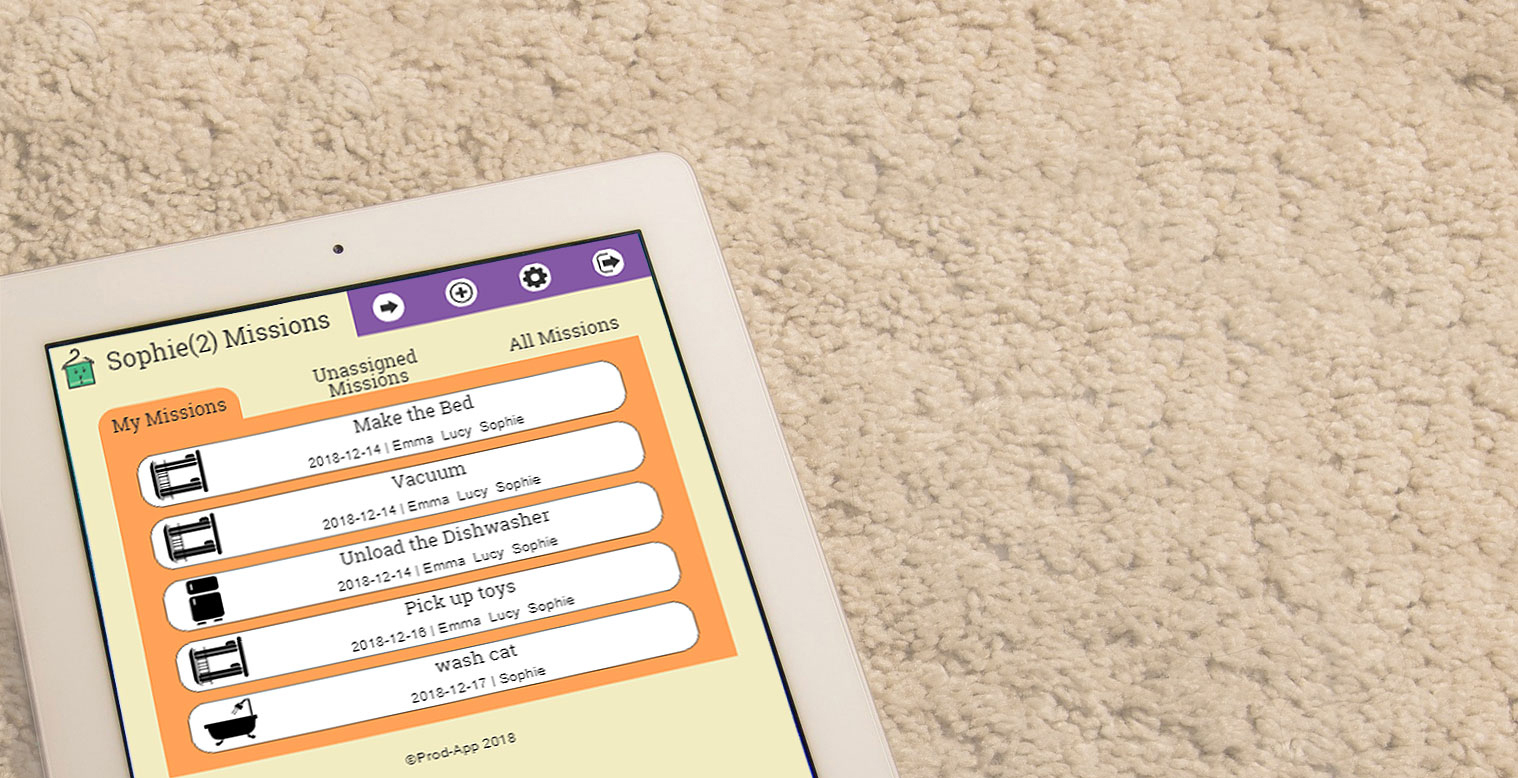 Sophie(2) Missions
My Missions
Unassigned
Missions
All Missions
Make the Bed
2018-12-14 | Emma Lucy Sophie
Vacuum
2018-12-14 | Emma Lucy Sophie
Unload the Dishwasher
2018-12-14 | Emma Lucy Sophie
Pick up toys
2018-12-16 | Emma Lucy Sophie
wash cat
2018-12-17 | Sophie
©Prod-App 2018